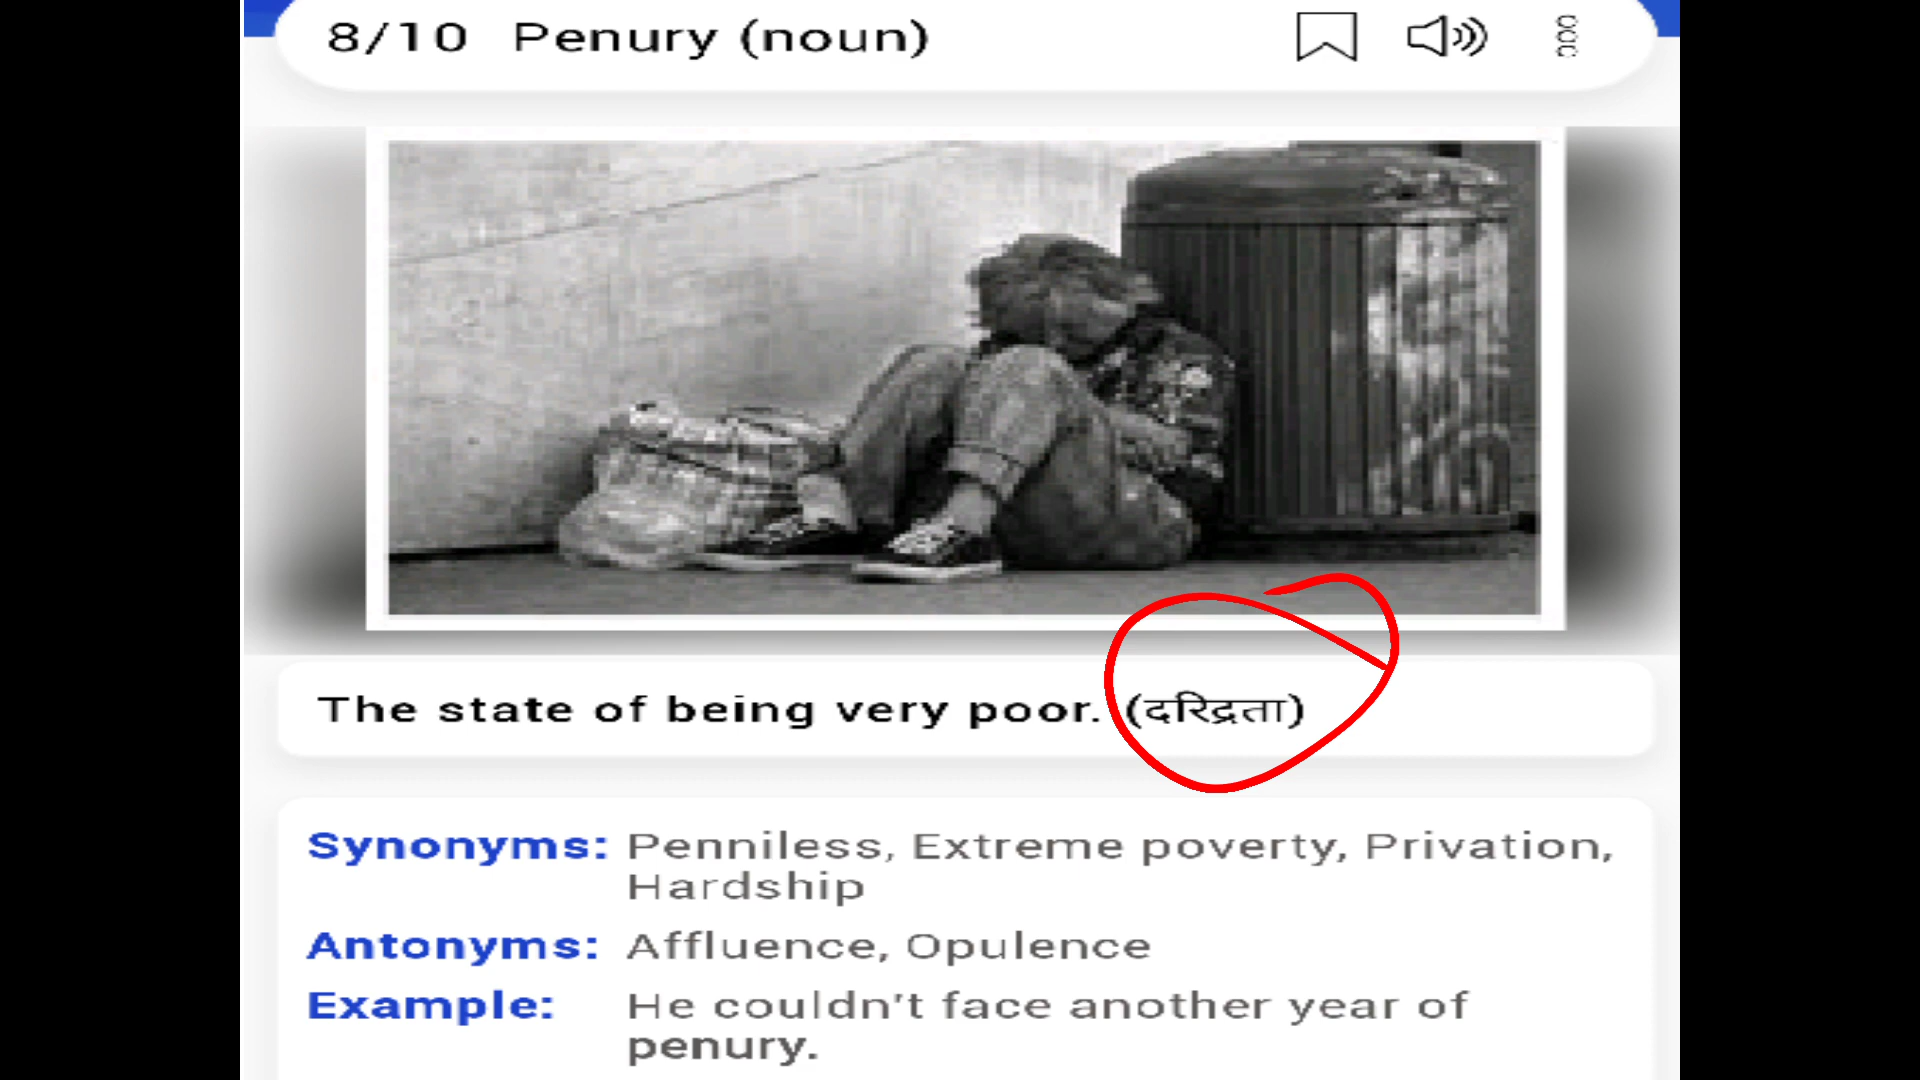 8/10 Penury (noun)
The state of being very poor. (दरिद्रता)
Synonyms: Penniless, Extreme poverty, Privation,
Hardship
Antonyms: Affluence, Opulence
Example: He couldn't face another year of
penury.